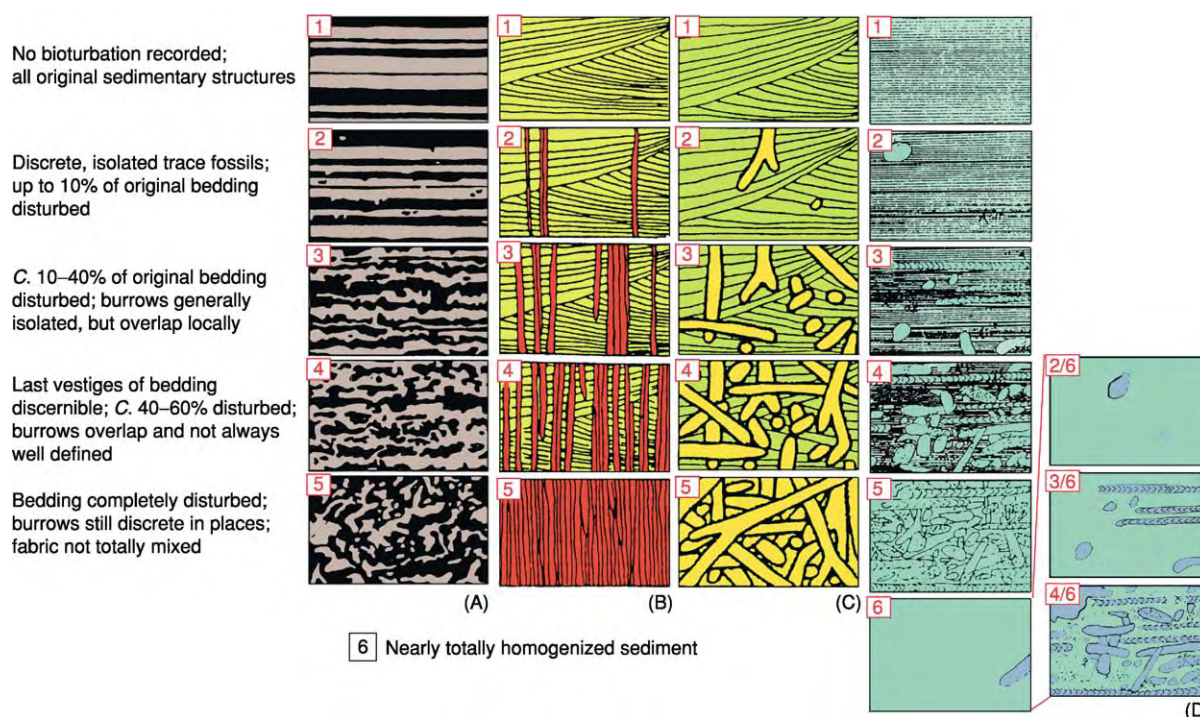 1
1
1
1
No bioturbation recorded;
all original sedimentary structures
2
2
2
2
Discrete, isolated trace fossils;
up to 10% of original bedding
disturbed
3
3
3
3
C. 10–40% of original bedding
disturbed; burrows generally
isolated, but overlap locally
4
4
4
4
2/6
Last vestiges of bedding
discernible; C. 40–60% disturbed;
burrows overlap and not always
well defined
5
5
5
5
3/6
Bedding completely disturbed;
burrows still discrete in places;
fabric not totally mixed
(A)
(B)
(C)
6
4/6
6 Nearly totally homogenized sediment
(D